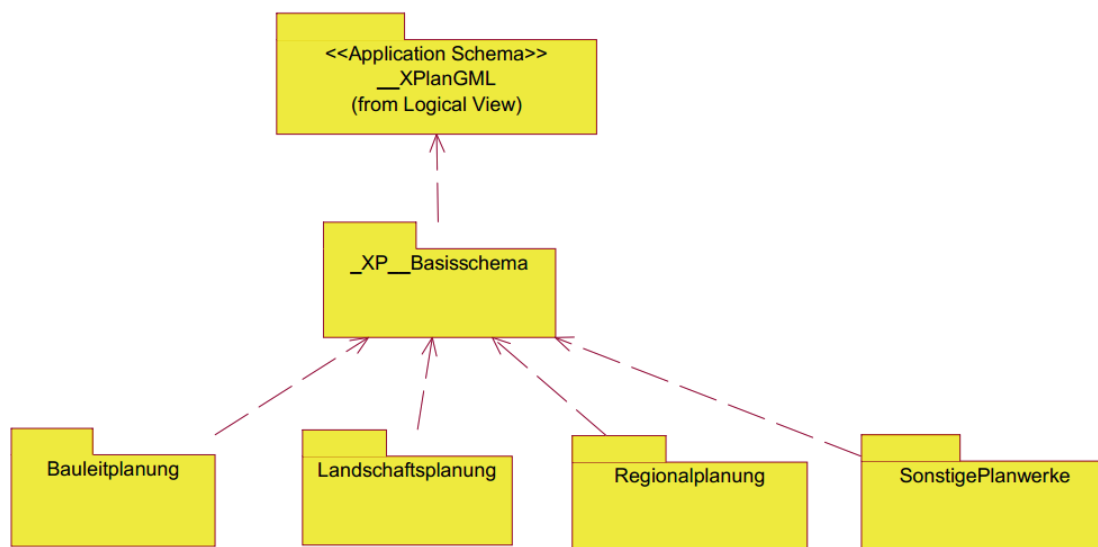 <<Application Schema>>
__XPlanGML
(from Logical View)
_XP__Basisschema
Bauleitplanung
Landschaftsplanung
Regionalplanung
SonstigePlanwerke